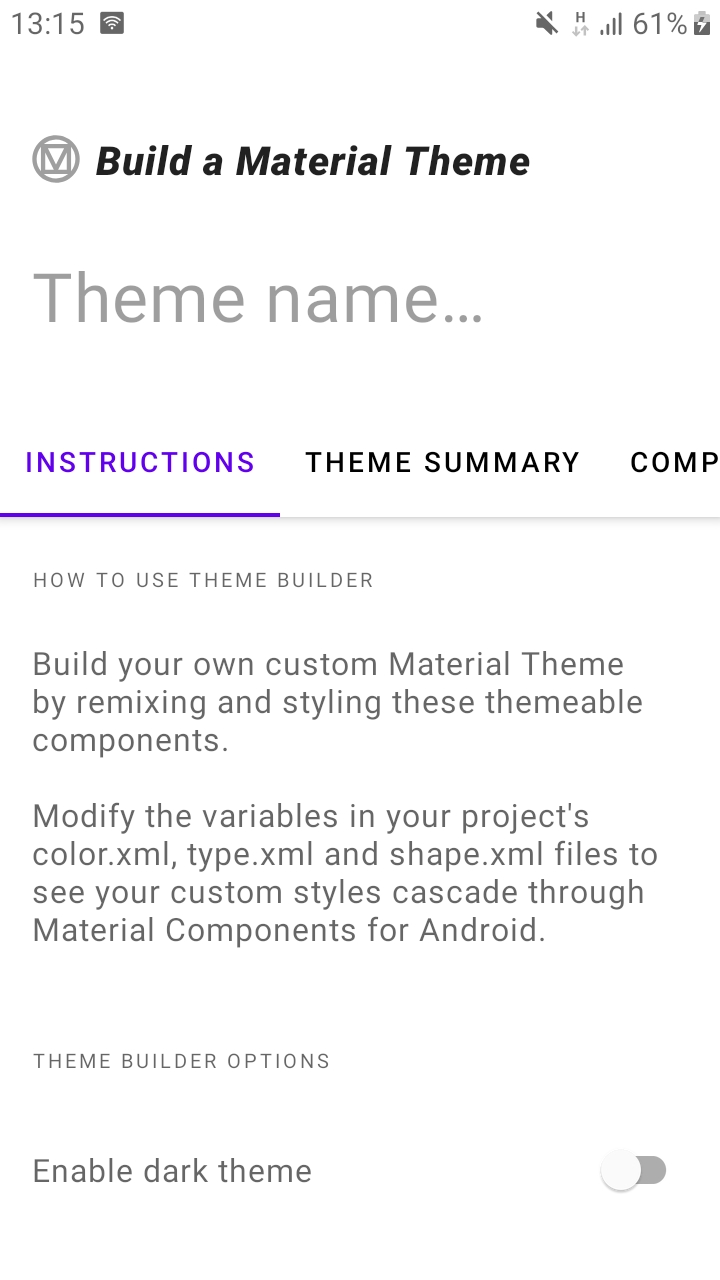 13:15
H
61%
Build a Material Theme
Theme name…
INSTRUCTIONS
THEME SUMMARY
COMP
HOW TO USE THEME BUILDER
Build your own custom Material Theme
by remixing and styling these themeable
components.
Modify the variables in your project's
color.xml, type.xml and shape.xml files to
see your custom styles cascade through
Material Components for Android.
THEME BUILDER OPTIONS
Enable dark theme